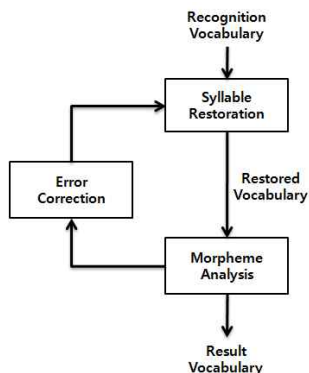 Recognition
Vocabulary
Syllable
Restoration
Error
Correction
Restored
Vocabulary
Morpheme
Analysis
Result
Vocabulary